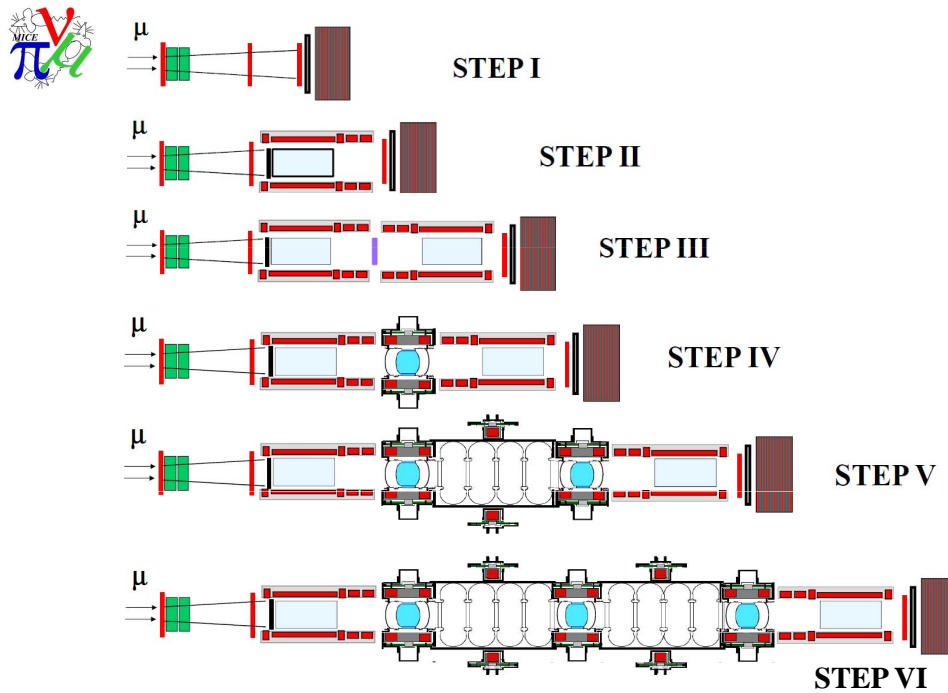 MICE
π ν μ
μ
STEP I
μ
STEP II
μ
STEP III
μ
STEP IV
μ
STEP V
μ
STEP VI